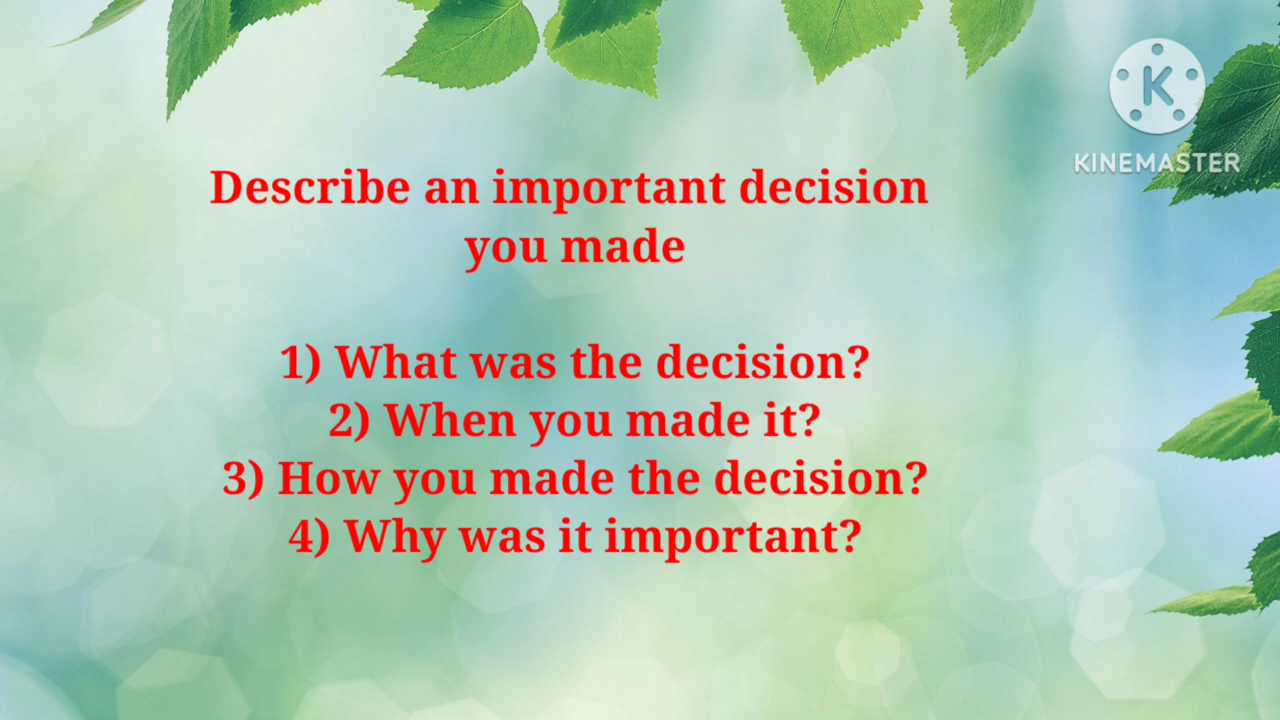 KINEMASTER
Describe an important decision
you made
1) What was the decision?
2) When you made it?
3) How you made the decision?
4) Why was it important?